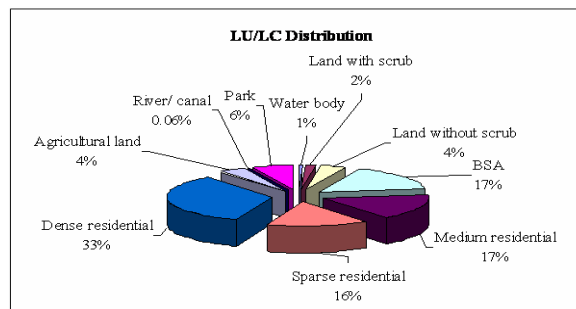 LU/LC Distribution
Land with scrub
2%
Park
6%
Water body
1%
River/ canal
0.06%
Land without scrub
4%
Agricultural land
4%
BSA
17%
Dense residential
33%
Medium residential
17%
Sparse residential
16%